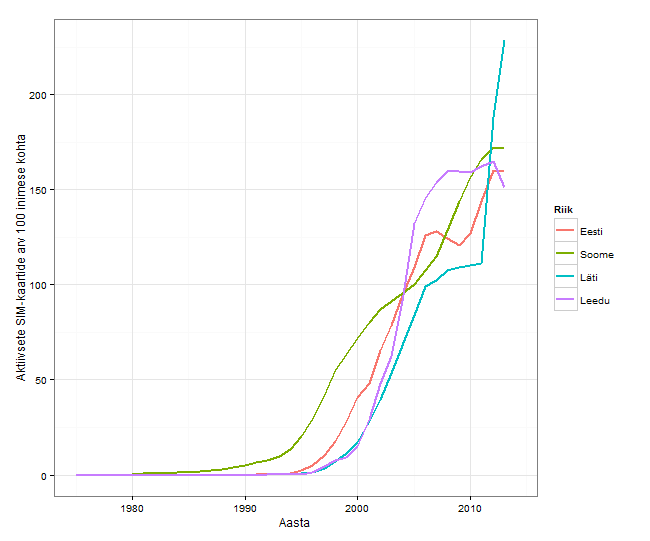 Aktiivsete SIM-kaartide arv 100 inimese kohta
200
150
100
50
0
1980
1990
2000
2010
Aasta
Riik
Eesti
Soome
Läti
Leedu